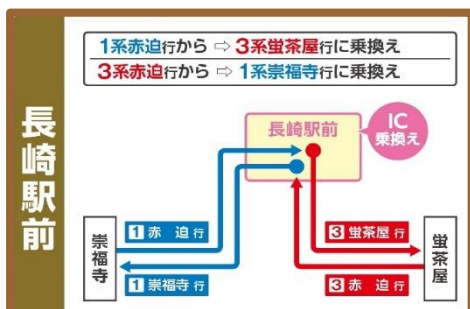 1系赤迫行から ⇨ 3系蛍茶屋行に乗換え
3系赤迫行から ⇨ 1系崇福寺行に乗換え
長崎駅前
長崎駅前
IC
乗換え
崇福寺
1 赤 迫 行
1 崇福寺 行
3 蛍茶屋 行
3 赤 迫 行
蛍茶屋